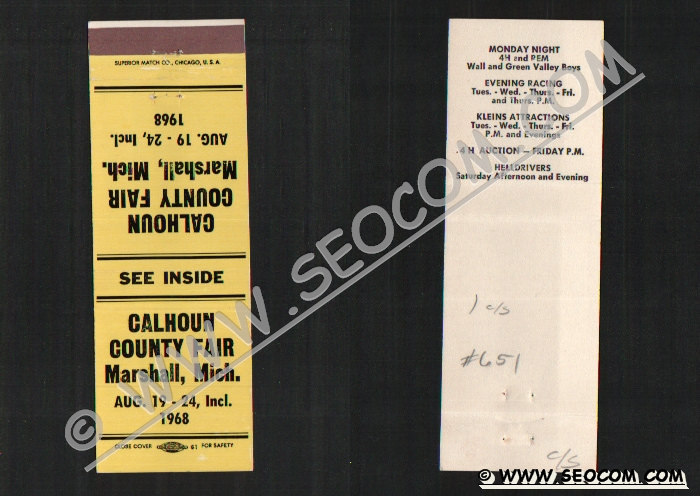 SUPERIOR MATCH CO., CHICAGO, U.S.A.
CALHOUN
COUNTY FAIR
Marshall, Mich.
AUG. 19 - 24, Incl.
1968
SEE INSIDE
CALHOUN
COUNTY FAIR
Marshall, Mich.
AUG. 19 - 24, Incl.
1968
CLOSE COVER 61 FOR SAFETY
MONDAY NIGHT
4H and PEM
Wall and Green Valley Boys
EVENING RACING
Tues. - Wed. - Thurs. - Fri.
and Thurs. P.M.
KLEINS ATTRACTIONS
Tues. - Wed. - Thurs. - Fri.
P.M. and Evenings
4 H AUCTION — FRIDAY P.M.
HELLDRIVERS
Saturday Afternoon and Evening
1 c/s
#651
c/s
© WWW.SEOCOM.COM
© WWW.SEOCOM.COM